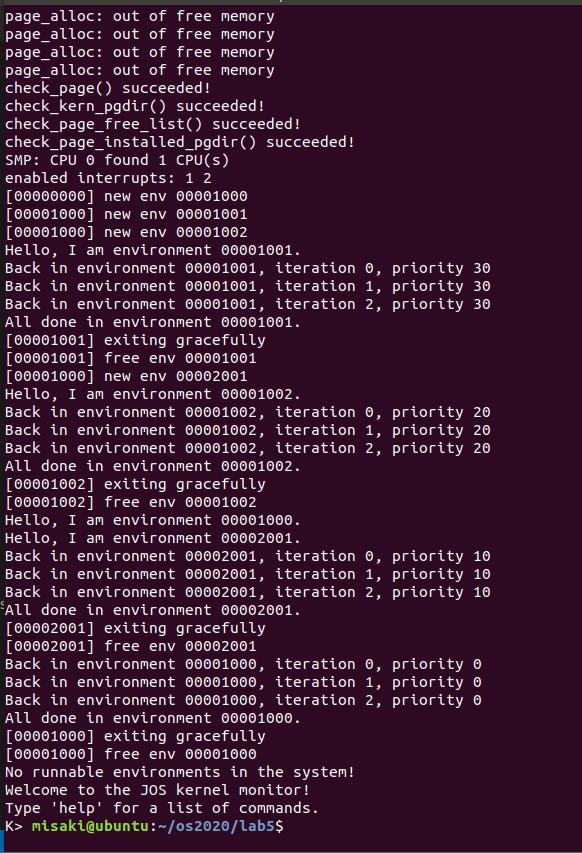 page_alloc: out of free memory
page_alloc: out of free memory
page_alloc: out of free memory
page_alloc: out of free memory
check_page() succeeded!
check_kern_pgdir() succeeded!
check_page_free_list() succeeded!
check_page_installed_pgdir() succeeded!
SMP: CPU 0 found 1 CPU(s)
enabled interrupts: 1 2
[00000000] new env 00001000
[00001000] new env 00001001
[00001000] new env 00001002
Hello, I am environment 00001001.
Back in environment 00001001, iteration 0, priority 30
Back in environment 00001001, iteration 1, priority 30
Back in environment 00001001, iteration 2, priority 30
All done in environment 00001001.
[00001001] exiting gracefully
[00001001] free env 00001001
[00001000] new env 00002001
Hello, I am environment 00001002.
Back in environment 00001002, iteration 0, priority 20
Back in environment 00001002, iteration 1, priority 20
Back in environment 00001002, iteration 2, priority 20
All done in environment 00001002.
[00001002] exiting gracefully
[00001002] free env 00001002
Hello, I am environment 00001000.
Hello, I am environment 00002001.
Back in environment 00002001, iteration 0, priority 10
Back in environment 00002001, iteration 1, priority 10
Back in environment 00002001, iteration 2, priority 10
All done in environment 00002001.
[00002001] exiting gracefully
[00002001] free env 00002001
Back in environment 00001000, iteration 0, priority 0
Back in environment 00001000, iteration 1, priority 0
Back in environment 00001000, iteration 2, priority 0
All done in environment 00001000.
[00001000] exiting gracefully
[00001000] free env 00001000
No runnable environments in the system!
Welcome to the JOS kernel monitor!
Type 'help' for a list of commands.
K> misaki@ubuntu:~/os2020/lab5$